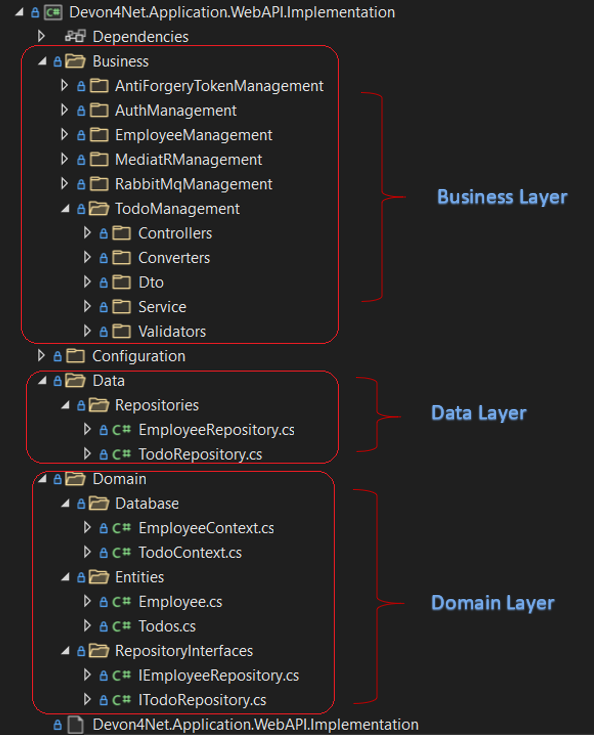 C# Devon4Net.Application.WebAPI.Implementation
Dependencies
Business
AntiForgeryTokenManagement
AuthManagement
EmployeeManagement
MediatRManagement
RabbitMqManagement
TodoManagement
Controllers
Converters
Dto
Service
Validators
Business Layer
Configuration
Data
Repositories
C# EmployeeRepository.cs
C# TodoRepository.cs
Data Layer
Domain
Database
C# EmployeeContext.cs
C# TodoContext.cs
Entities
C# Employee.cs
C# Todos.cs
RepositoryInterfaces
C# IEmployeeRepository.cs
C# ITodoRepository.cs
Domain Layer
Devon4Net.Application.WebAPI.Implementation